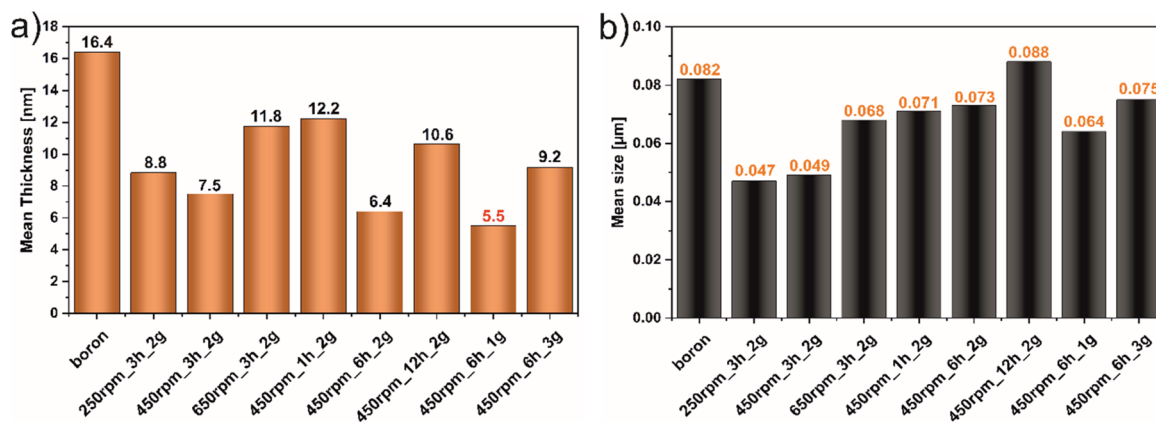 a)
Mean Thickness [nm]
18
16
14
12
10
8
6
4
2
0
16.4
8.8
7.5
11.8
12.2
6.4
10.6
5.5
9.2
boron
250rpm_3h_2g
450rpm_3h_2g
650rpm_3h_2g
450rpm_1h_2g
450rpm_6h_2g
450rpm_12h_2g
450rpm_6h_1g
450rpm_6h_3g
b)
Mean size [µm]
0.10
0.08
0.06
0.04
0.02
0.00
0.082
0.047
0.049
0.068
0.071
0.073
0.088
0.064
0.075
boron
250rpm_3h_2g
450rpm_3h_2g
650rpm_3h_2g
450rpm_1h_2g
450rpm_6h_2g
450rpm_12h_2g
450rpm_6h_1g
450rpm_6h_3g